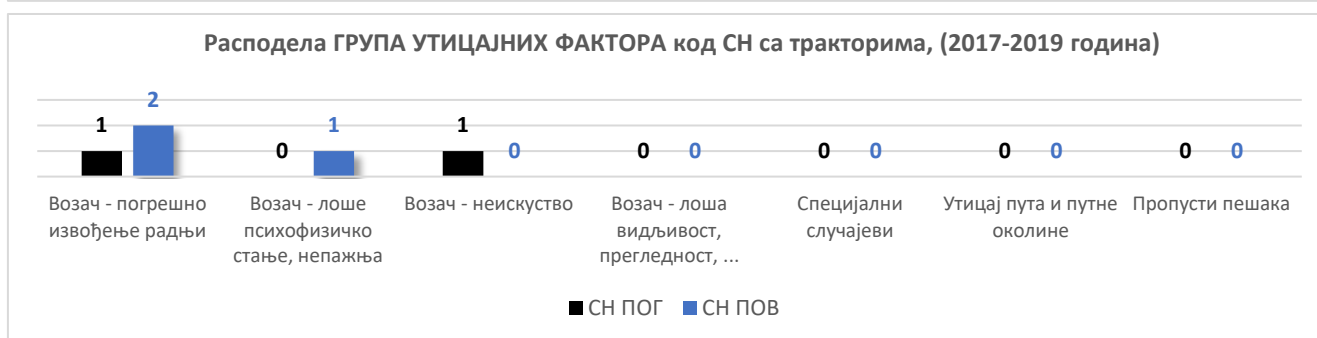 Расподела ГРУПА УТИЦАЈНИХ ФАКТОРА код СН са тракторима, (2017-2019 година)
1 2 0 1 1 0 0 0 0 0 0 0 0 0
Возач - погрешно извођење радњи
Возач - лоше психофизичко стање, непажња
Возач - неискуство
Возач - лоша видљивост, прегледност, ...
Специјални случајеви
Утицај пута и путне околине
Пропусти пешака
СН ПОГ СН ПОВ